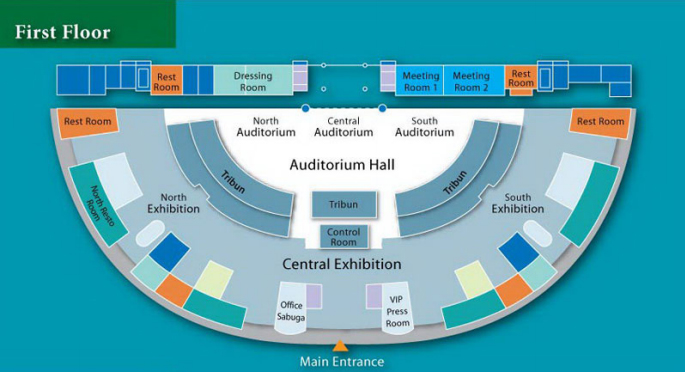 First Floor
Rest
Room
Dressing
Room
Meeting
Room 1
Meeting
Room 2
Rest
Room
Rest Room
North
Auditorium
Central
Auditorium
South
Auditorium
Rest Room
Auditorium Hall
Tribun
Tribun
Tribun
North Resto
Room
North
Exhibition
South
Exhibition
Control
Room
Central Exhibition
Office
Sabuga
VIP
Press
Room
Main Entrance